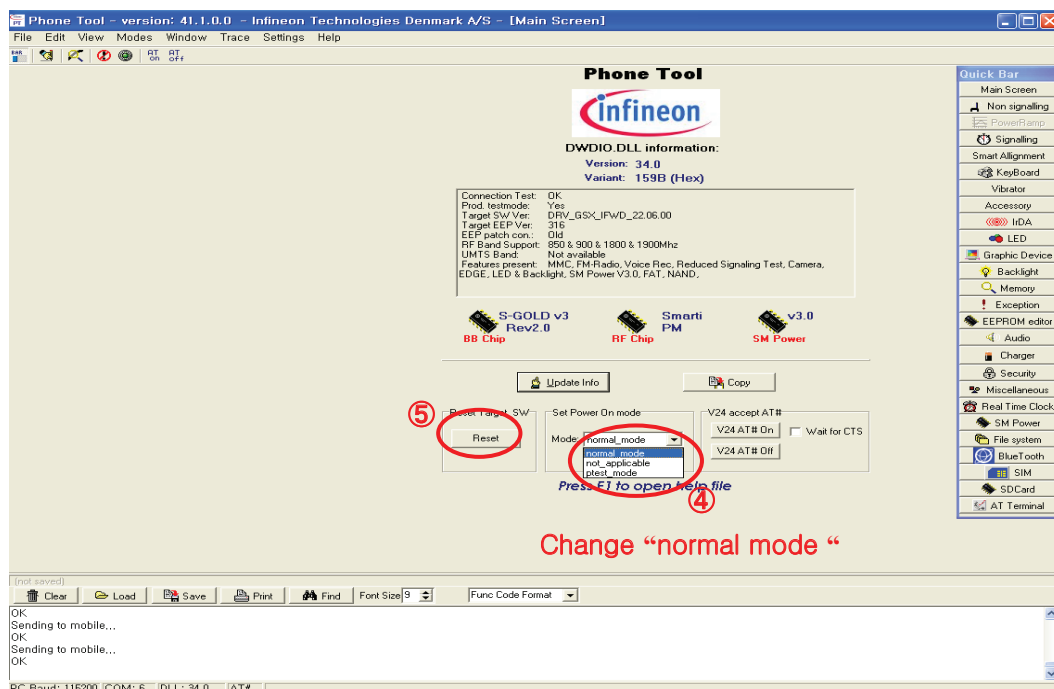 Phone Tool - version: 41.1.0.0 - Infineon Technologies Denmark A/S - [Main Screen]
File Edit View Modes Window Trace Settings Help
BAR AT on AT off
Phone Tool
infineon
DWDIO.DLL information:
Version: 34.0
Variant: 159B (Hex)
Connection Test: OK
Prod. testmode: Yes
Target SW Ver: DRV_GSX_IFWD_22.06.00
Target EEP Ver: 316
EEP patch con.: Old
RF Band Support: 850 & 900 & 1800 & 1900Mhz
UMTS Band: Not available
Features present: MMC, FM-Radio, Voice Rec, Reduced Signaling Test, Camera,
EDGE, LED & Backlight, SM Power V3.0, FAT, NAND,
S-GOLD v3
Rev2.0
BB Chip
Smarti
PM
RF Chip
v3.0
SM Power
Update Info
Copy
⑤
Reset Target SW
Reset
Set Power On mode
Mode: normal_mode
normal_mode
not_applicable
ptest_mode
V24 accept AT#
V24 AT# On
Wait for CTS
V24 AT# Off
Press F1 to open help file
④
Change “normal mode “
Quick Bar
Main Screen
Non signalling
PowerRamp
Signalling
Smart Allignment
KeyBoard
Vibrator
Accessory
IrDA
LED
Graphic Device
Backlight
Memory
Exception
EEPROM editor
Audio
Charger
Security
Miscellaneous
Real Time Clock
SM Power
File system
BlueTooth
SIM
SDCard
AT Terminal
(not saved)
Clear Load Save Print Find Font Size 9 Func Code Format
OK
Sending to mobile...
OK
Sending to mobile...
OK
PC Baud: 115200 COM: 6 DLL: 34.0 AT#